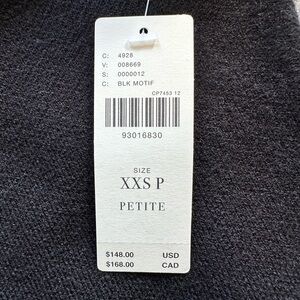 C: 4928
V: 008669
S: 0000012
C: BLK MOTIF
CP7453 12
93016830
SIZE
XXS P
PETITE
$148.00 USD
$168.00 CAD